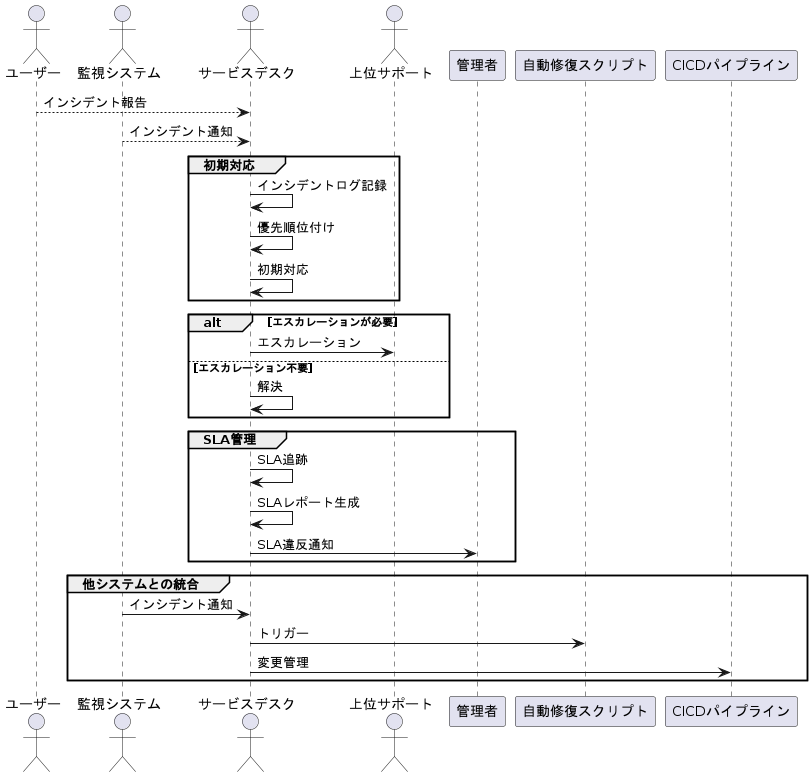 ユーザー
監視システム
サービスデスク
上位サポート
管理者
自動修復スクリプト
CICDパイプライン
インシデント報告
インシデント通知
初期対応
インシデントログ記録
優先順位付け
初期対応
alt
[エスカレーションが必要]
エスカレーション
[エスカレーション不要]
解決
SLA管理
SLA追跡
SLAレポート生成
SLA違反通知
他システムとの統合
インシデント通知
トリガー
変更管理
ユーザー
監視システム
サービスデスク
上位サポート
管理者
自動修復スクリプト
CICDパイプライン